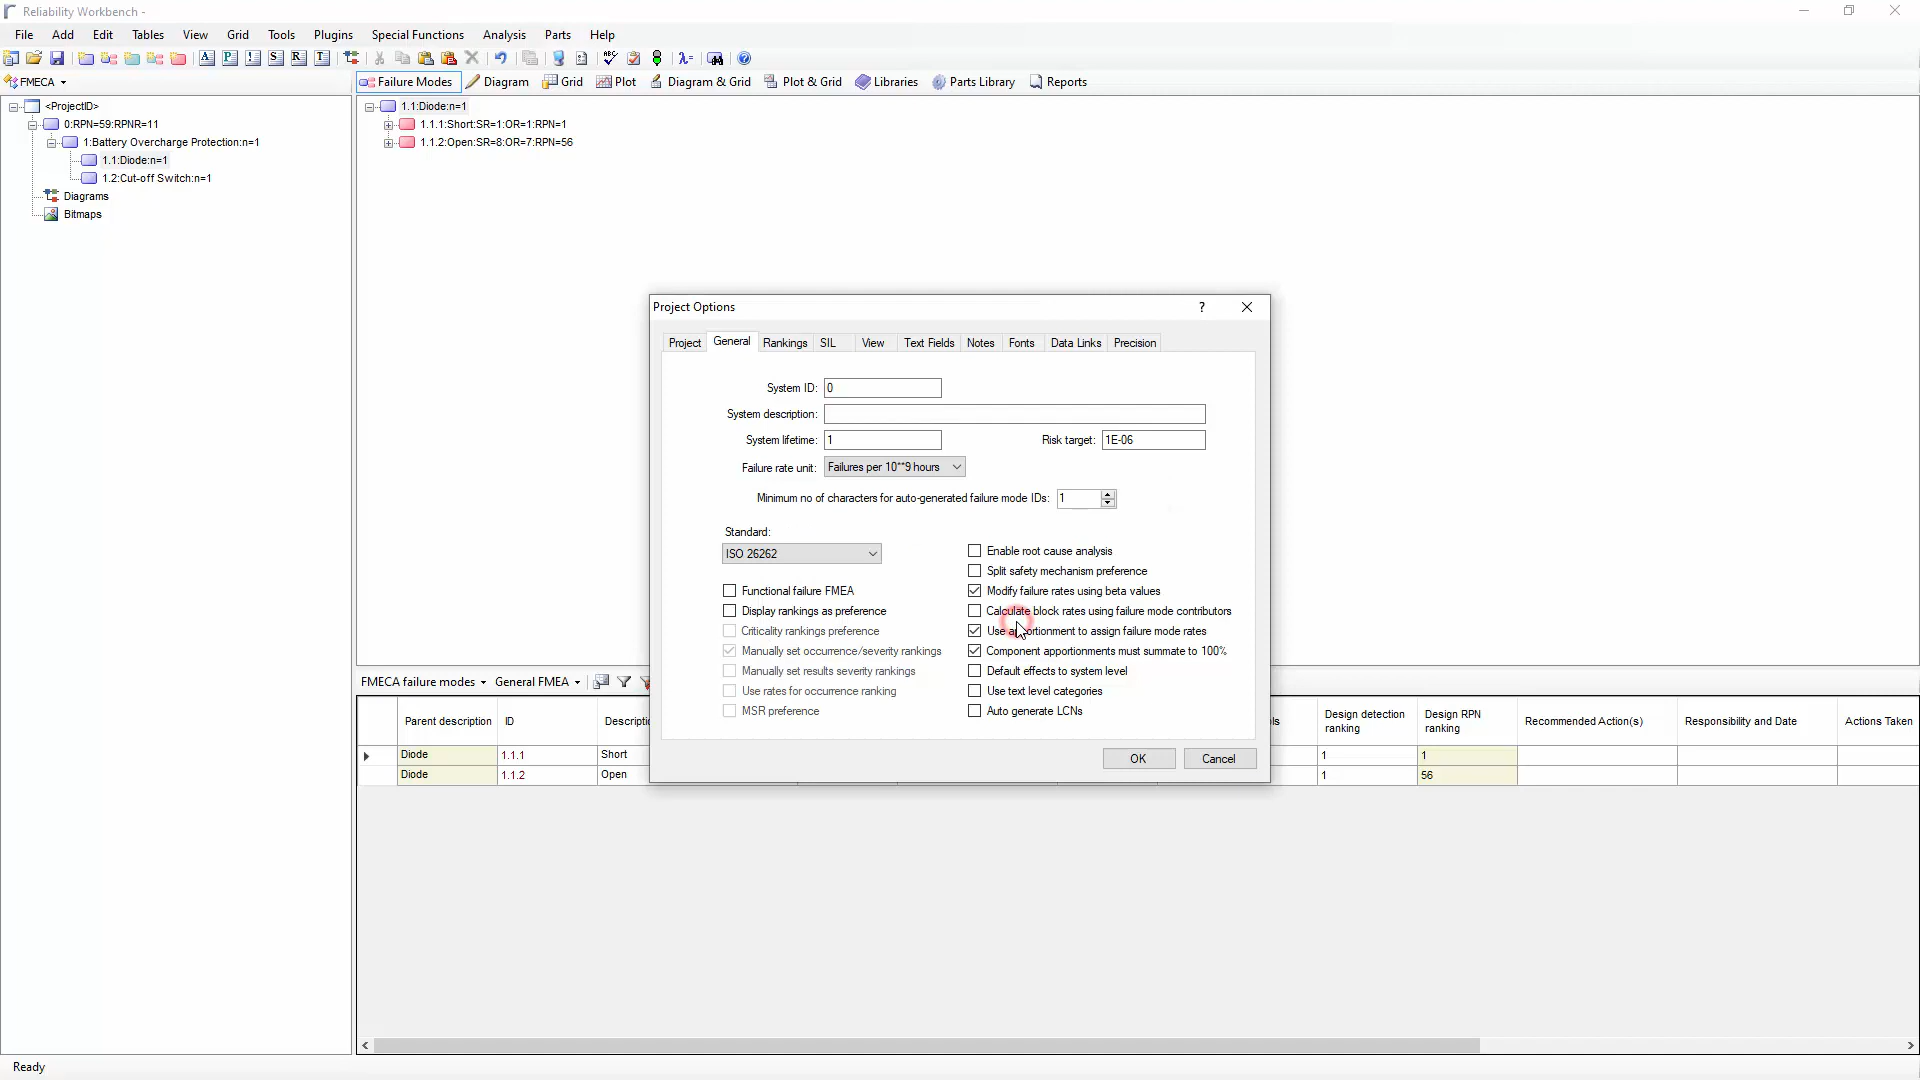 Reliability Workbench -
File Add Edit Tables View Grid Tools Plugins Special Functions Analysis Parts Help
FMECA
Failure Modes Diagram Grid Plot Diagram & Grid Plot & Grid Libraries Parts Library Reports
<ProjectID>
0:RPN=59:RPNR=11
1:Battery Overcharge Protection:n=1
1.1:Diode:n=1
1.2:Cut-off Switch:n=1
Diagrams
Bitmaps
1.1:Diode:n=1
1.1.1:Short:SR=1:OR=1:RPN=1
1.1.2:Open:SR=8:OR=7:RPN=56
Project Options
Project General Rankings SIL View Text Fields Notes Fonts Data Links Precision
System ID: 0
System description:
System lifetime: 1 Risk target: 1E-06
Failure rate unit: Failures per 10**9 hours
Minimum no of characters for auto-generated failure mode IDs: 1
Standard:
ISO 26262
Functional failure FMEA
Display rankings as preference
Criticality rankings preference
Manually set occurrence/severity rankings
Manually set results severity rankings
Use rates for occurrence ranking
MSR preference
Enable root cause analysis
Split safety mechanism preference
Modify failure rates using beta values
Calculate block rates using failure mode contributors
Use apportionment to assign failure mode rates
Component apportionments must summate to 100%
Default effects to system level
Use text level categories
Auto generate LCNs
OK Cancel
FMECA failure modes General FMEA
Parent description ID Descripti ls Design detection ranking Design RPN ranking Recommended Action(s) Responsibility and Date Actions Taken
Diode 1.1.1 Short 1 1
Diode 1.1.2 Open 1 56
Ready